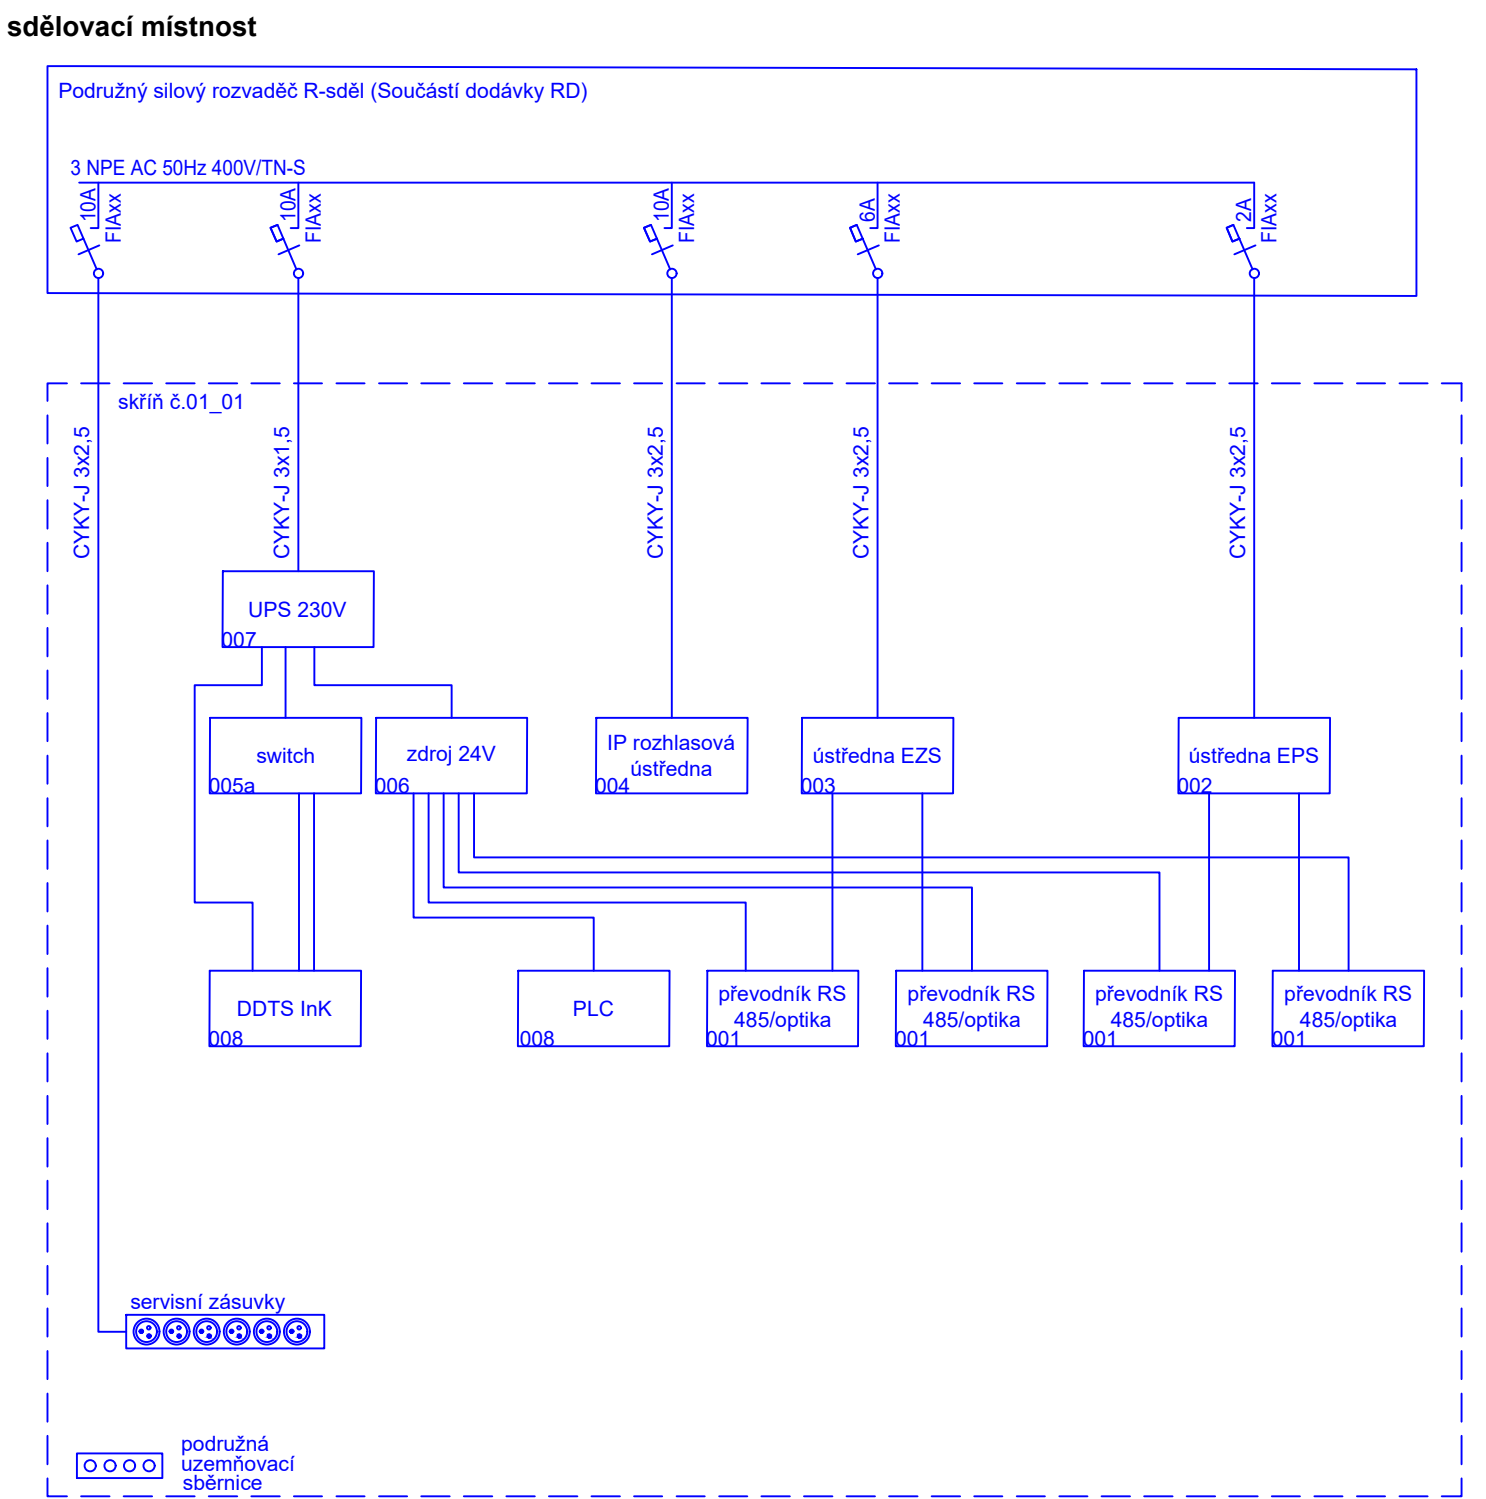 sdělovací místnost
Podružný silový rozvaděč R-sděl (Součástí dodávky RD)
3 NPE AC 50Hz 400V/TN-S
10A
FIAxx
10A
FIAxx
10A
FIAxx
6A
FIAxx
2A
FIAxx
skříň č.01_01
CYKY-J 3x2,5
CYKY-J 3x1,5
CYKY-J 3x2,5
CYKY-J 3x2,5
CYKY-J 3x2,5
UPS 230V
007
switch
005a
zdroj 24V
006
IP rozhlasová
ústředna
004
ústředna EZS
003
ústředna EPS
002
DDTS InK
008
PLC
008
převodník RS
485/optika
001
převodník RS
485/optika
001
převodník RS
485/optika
001
převodník RS
485/optika
001
servisní zásuvky
podružná
uzemňovací
sběrnice